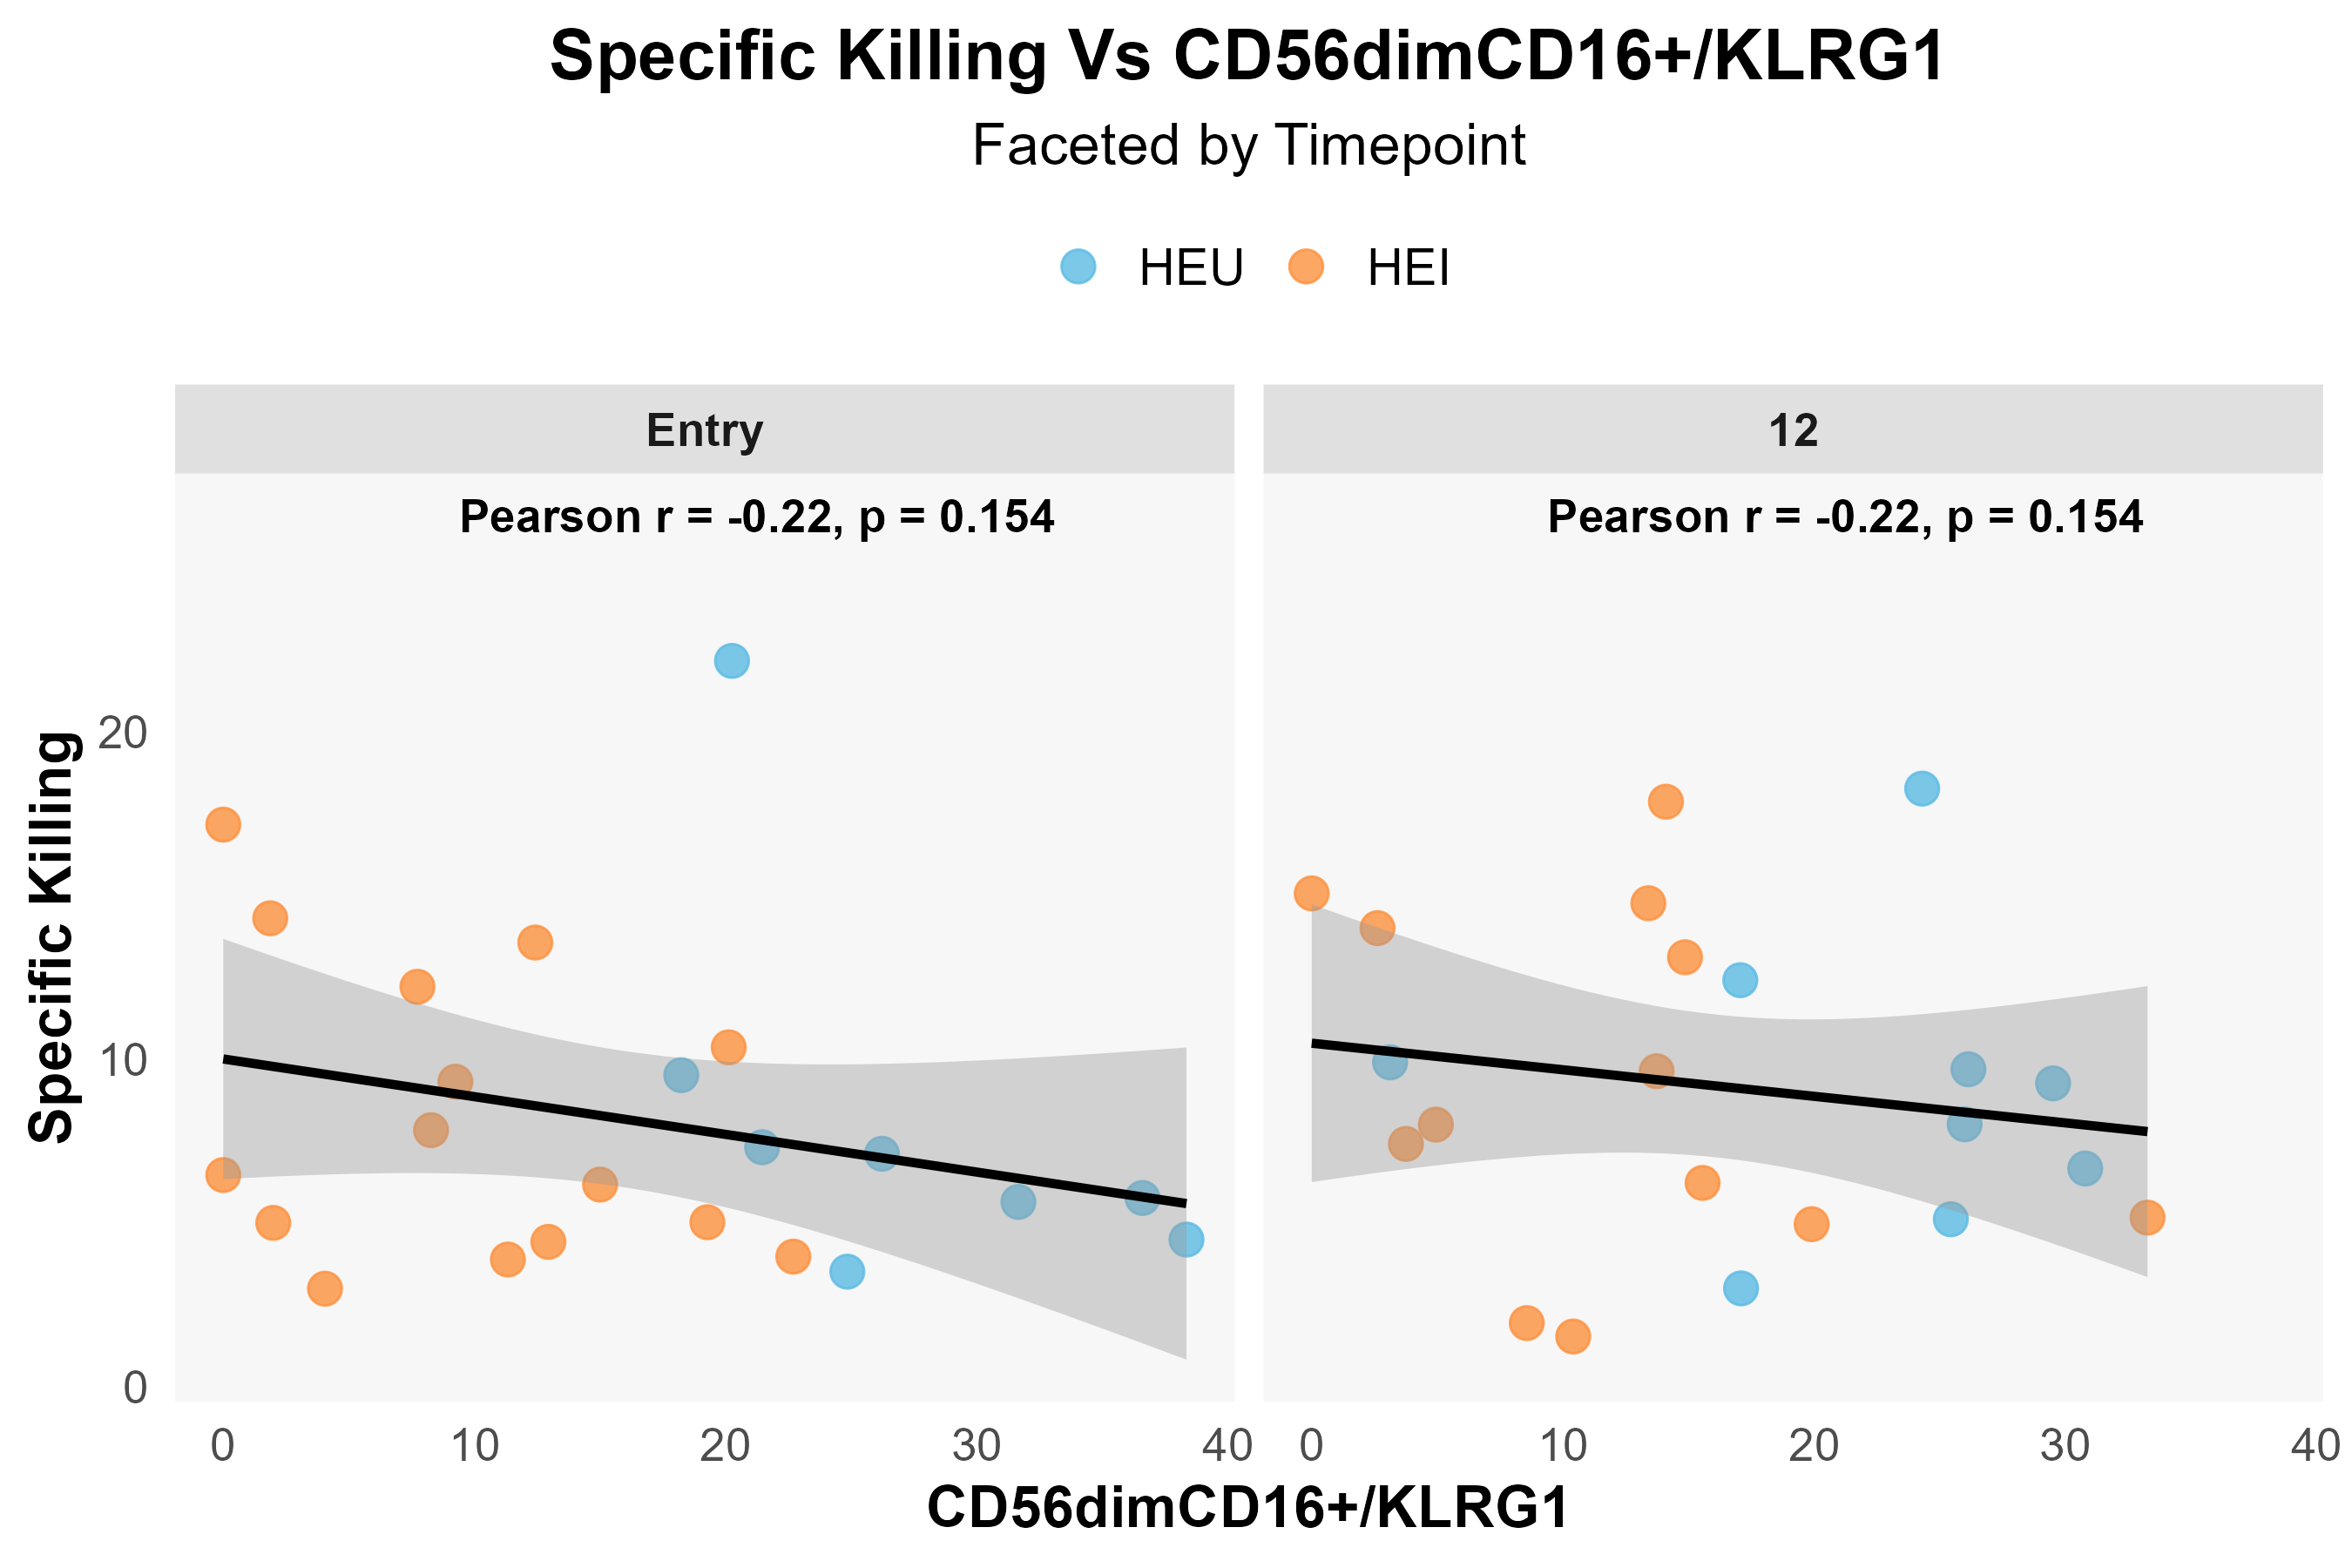 Specific Killing Vs CD56dimCD16+/KLRG1
Faceted by Timepoint
HEU HEI
Entry 12
Pearson r = -0.22, p = 0.154 Pearson r = -0.22, p = 0.154
Specific Killing
20
10
0
0 10 20 30 40 0 10 20 30 40
CD56dimCD16+/KLRG1